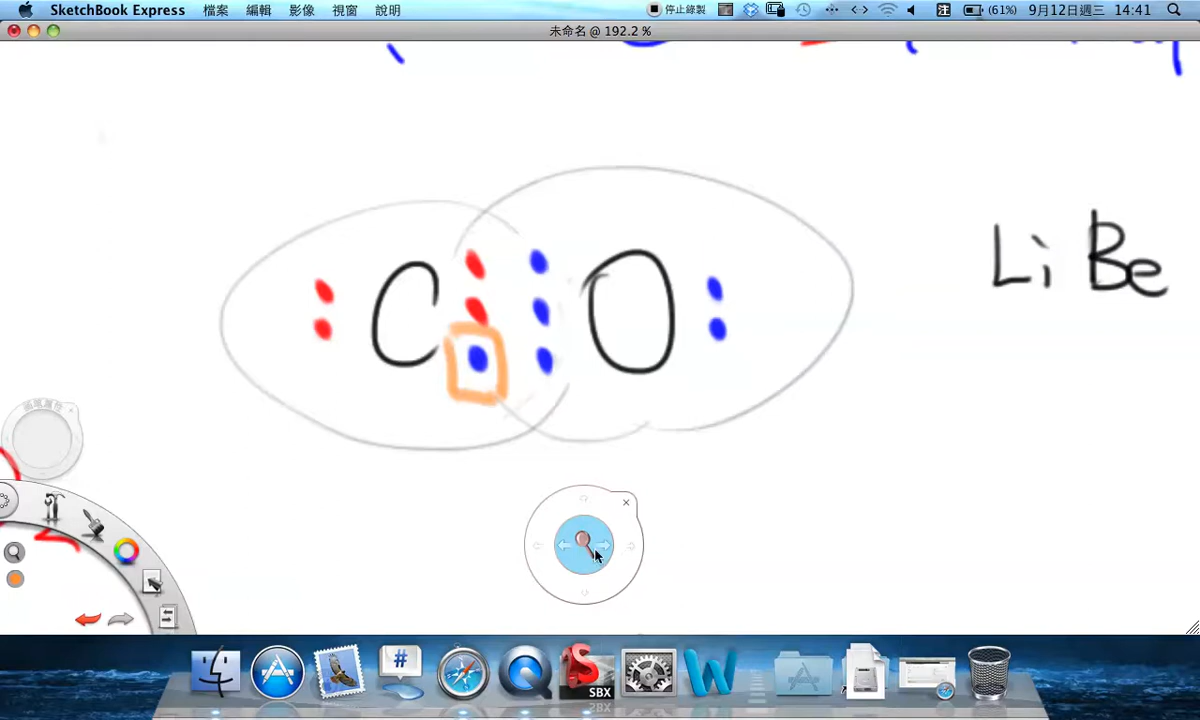 SketchBook Express 檔案 編輯 影像 視窗 說明 停止錄製 注 (61%) 9月12日週三 14:41
未命名 @ 192.2 %
C O
Li Be
#
SBX